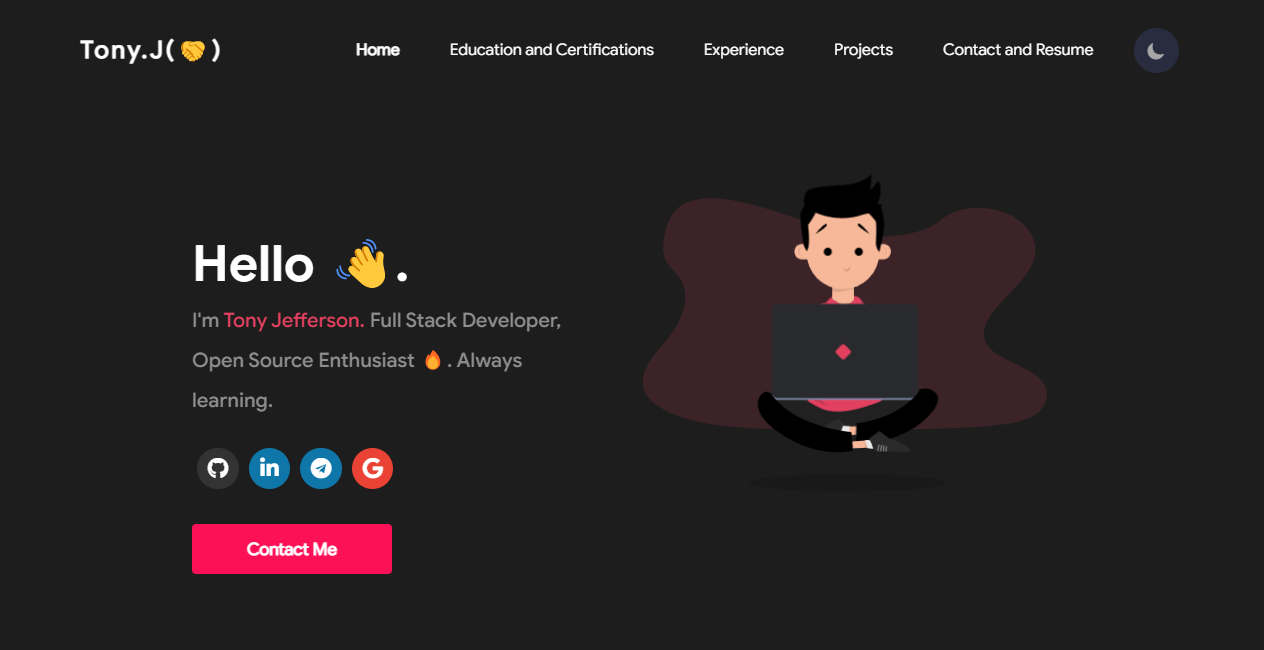 Tony.J(🤝)
Home
Education and Certifications
Experience
Projects
Contact and Resume
Hello 👋.
I'm Tony Jefferson. Full Stack Developer,
Open Source Enthusiast 🔥. Always
learning.
in
G
Contact Me